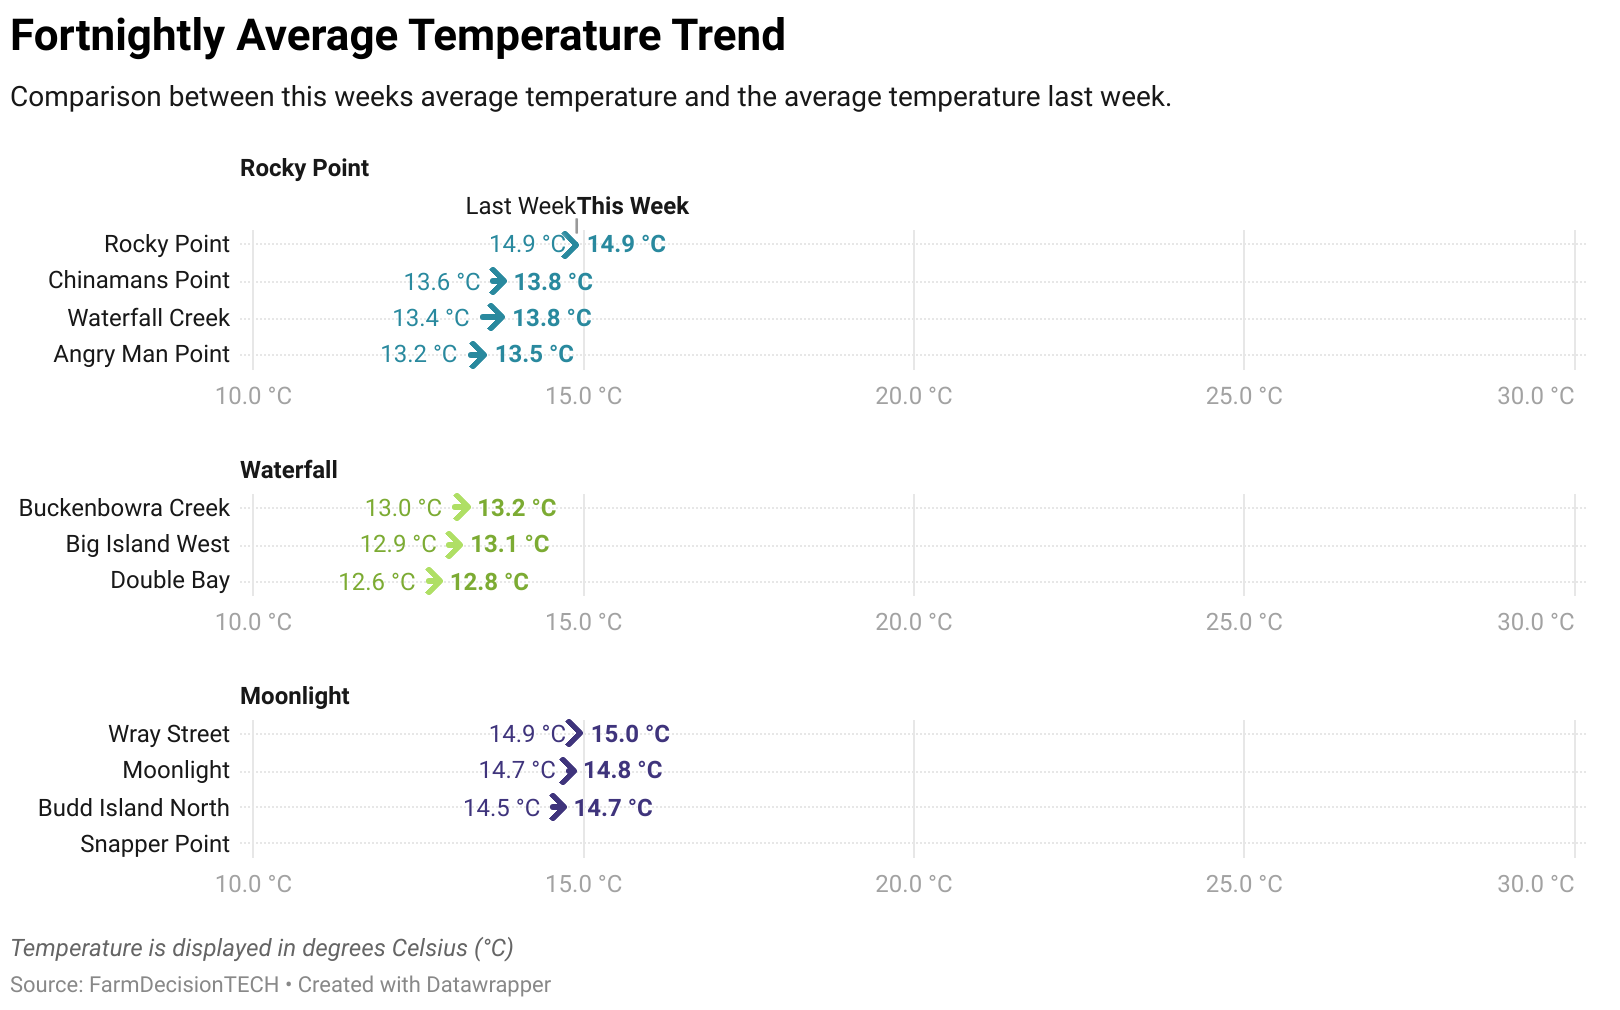 Fortnightly Average Temperature Trend
Comparison between this weeks average temperature and the average temperature last week.
Rocky Point
Last Week This Week
Rocky Point 14.9 °C 14.9 °C
Chinamans Point 13.6 °C 13.8 °C
Waterfall Creek 13.4 °C 13.8 °C
Angry Man Point 13.2 °C 13.5 °C
10.0 °C 15.0 °C 20.0 °C 25.0 °C 30.0 °C
Waterfall
Buckenbowra Creek 13.0 °C 13.2 °C
Big Island West 12.9 °C 13.1 °C
Double Bay 12.6 °C 12.8 °C
10.0 °C 15.0 °C 20.0 °C 25.0 °C 30.0 °C
Moonlight
Wray Street 14.9 °C 15.0 °C
Moonlight 14.7 °C 14.8 °C
Budd Island North 14.5 °C 14.7 °C
Snapper Point
10.0 °C 15.0 °C 20.0 °C 25.0 °C 30.0 °C
Temperature is displayed in degrees Celsius (°C)
Source: FarmDecisionTECH • Created with Datawrapper